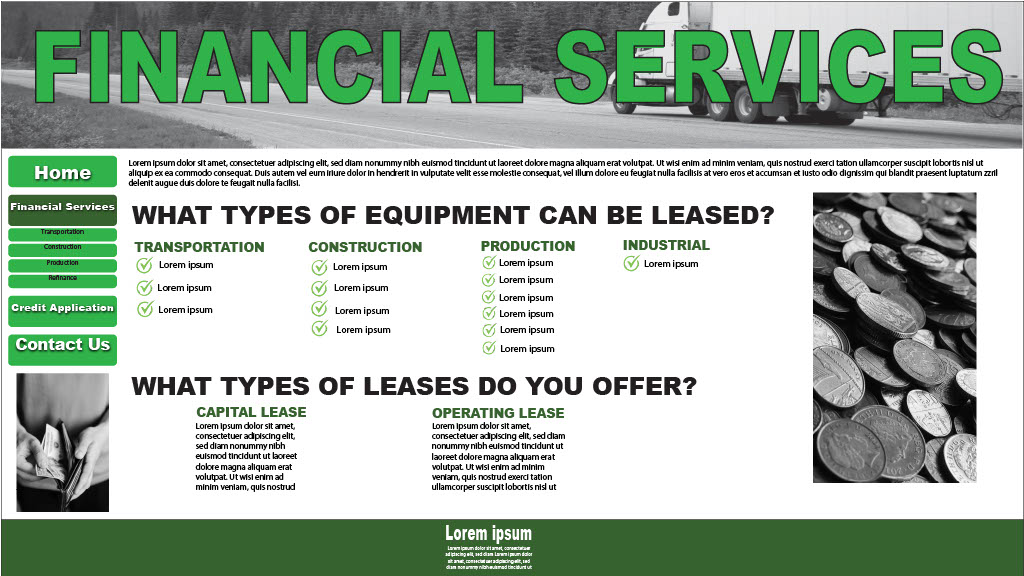 FINANCIAL SERVICES
Home
Financial Services
Transportation
Construction
Production
Refinance
Credit Application
Contact Us
Lorem ipsum dolor sit amet, consectetuer adipiscing elit, sed diam nonummy nibh euismod tincidunt ut laoreet dolore magna aliquam erat volutpat. Ut wisi enim ad minim veniam, quis nostrud exerci tation ullamcorper suscipit lobortis nisl ut
aliquip ex ea commodo consequat. Duis autem vel eum iriure dolor in hendrerit in vulputate velit esse molestie consequat, vel illum dolore eu feugiat nulla facilisis at vero eros et accumsan et iusto odio dignissim qui blandit praesent luptatum zzril
delenit augue duis dolore te feugait nulla facilisi.
WHAT TYPES OF EQUIPMENT CAN BE LEASED?
TRANSPORTATION
Lorem ipsum
Lorem ipsum
Lorem ipsum
CONSTRUCTION
Lorem ipsum
Lorem ipsum
Lorem ipsum
Lorem ipsum
PRODUCTION
Lorem ipsum
Lorem ipsum
Lorem ipsum
Lorem ipsum
Lorem ipsum
Lorem ipsum
INDUSTRIAL
Lorem ipsum
WHAT TYPES OF LEASES DO YOU OFFER?
CAPITAL LEASE
Lorem ipsum dolor sit amet,
consectetuer adipiscing elit,
sed diam nonummy nibh
euismod tincidunt ut laoreet
dolore magna aliquam erat
volutpat. Ut wisi enim ad
minim veniam, quis nostrud
OPERATING LEASE
Lorem ipsum dolor sit amet,
consectetuer adipiscing elit, sed diam
nonummy nibh euismod tincidunt ut
laoreet dolore magna aliquam erat
volutpat. Ut wisi enim ad minim
veniam, quis nostrud exerci tation
ullamcorper suscipit lobortis nisl ut
Lorem ipsum
Lorem ipsum dolor sit amet, consectetuer
adipiscing elit, sed diam Lorem ipsum dolor
sit amet, consectetuer adipiscing elit, sed
diam nonummy nibh euismod tincidunt ut